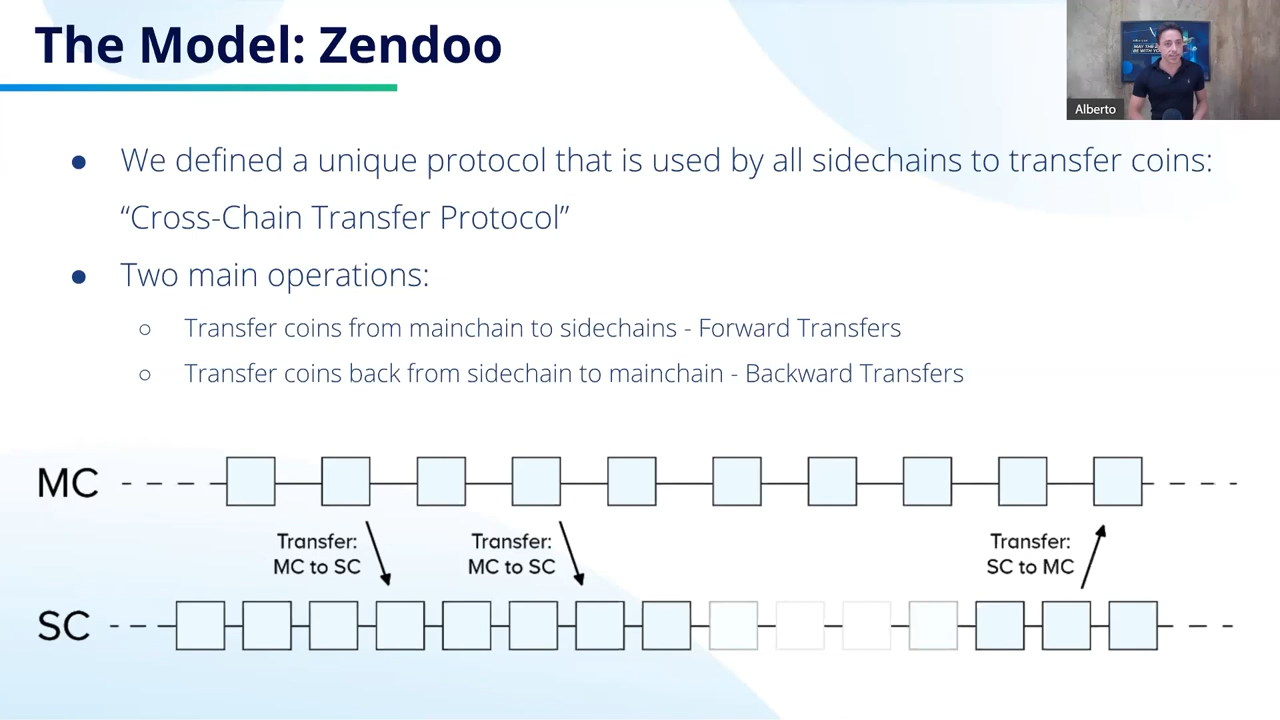 The Model: Zendoo
Alberto
● We defined a unique protocol that is used by all sidechains to transfer coins:
“Cross-Chain Transfer Protocol”
● Two main operations:
○ Transfer coins from mainchain to sidechains - Forward Transfers
○ Transfer coins back from sidechain to mainchain - Backward Transfers
MC
Transfer:
MC to SC
Transfer:
MC to SC
Transfer:
SC to MC
SC